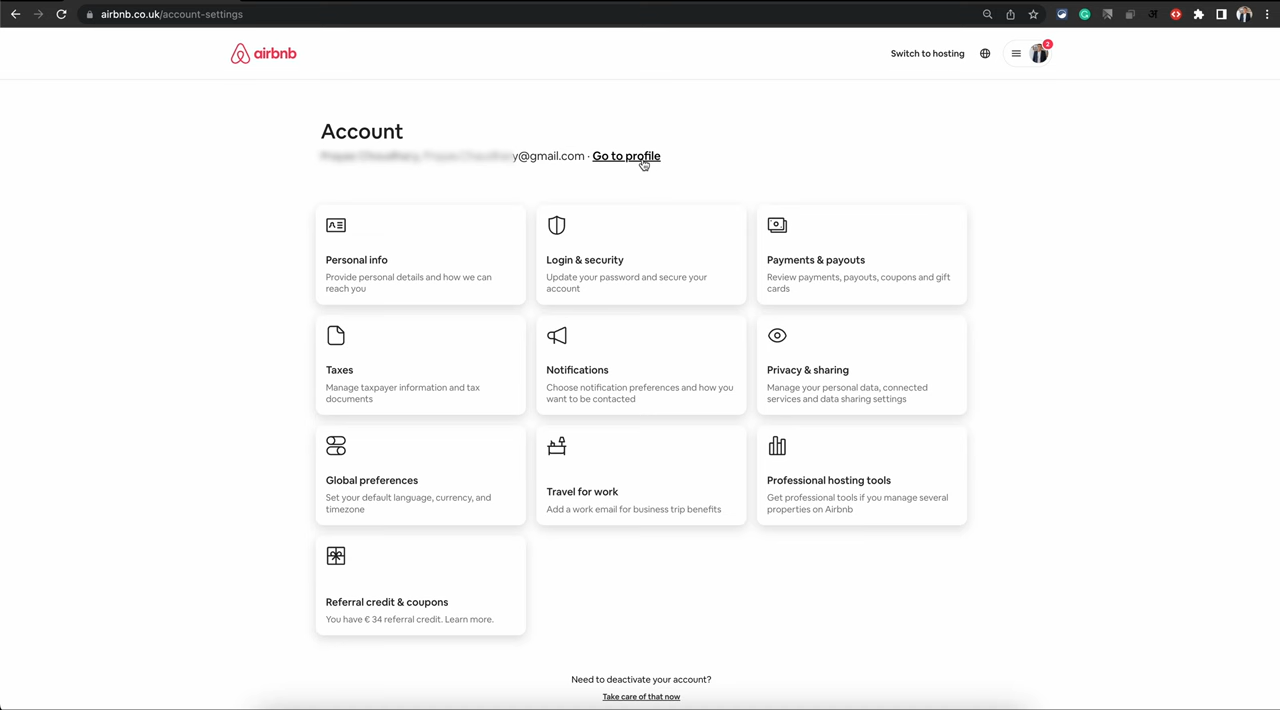 airbnb.co.uk/account-settings
airbnb
Switch to hosting
2
Account
y@gmail.com · Go to profile
Personal info
Provide personal details and how we can
reach you
Login & security
Update your password and secure your
account
Payments & payouts
Review payments, payouts, coupons and gift
cards
Taxes
Manage taxpayer information and tax
documents
Notifications
Choose notification preferences and how you
want to be contacted
Privacy & sharing
Manage your personal data, connected
services and data sharing settings
Global preferences
Set your default language, currency, and
timezone
Travel for work
Add a work email for business trip benefits
Professional hosting tools
Get professional tools if you manage several
properties on Airbnb
Referral credit & coupons
You have € 34 referral credit. Learn more.
Need to deactivate your account?
Take care of that now